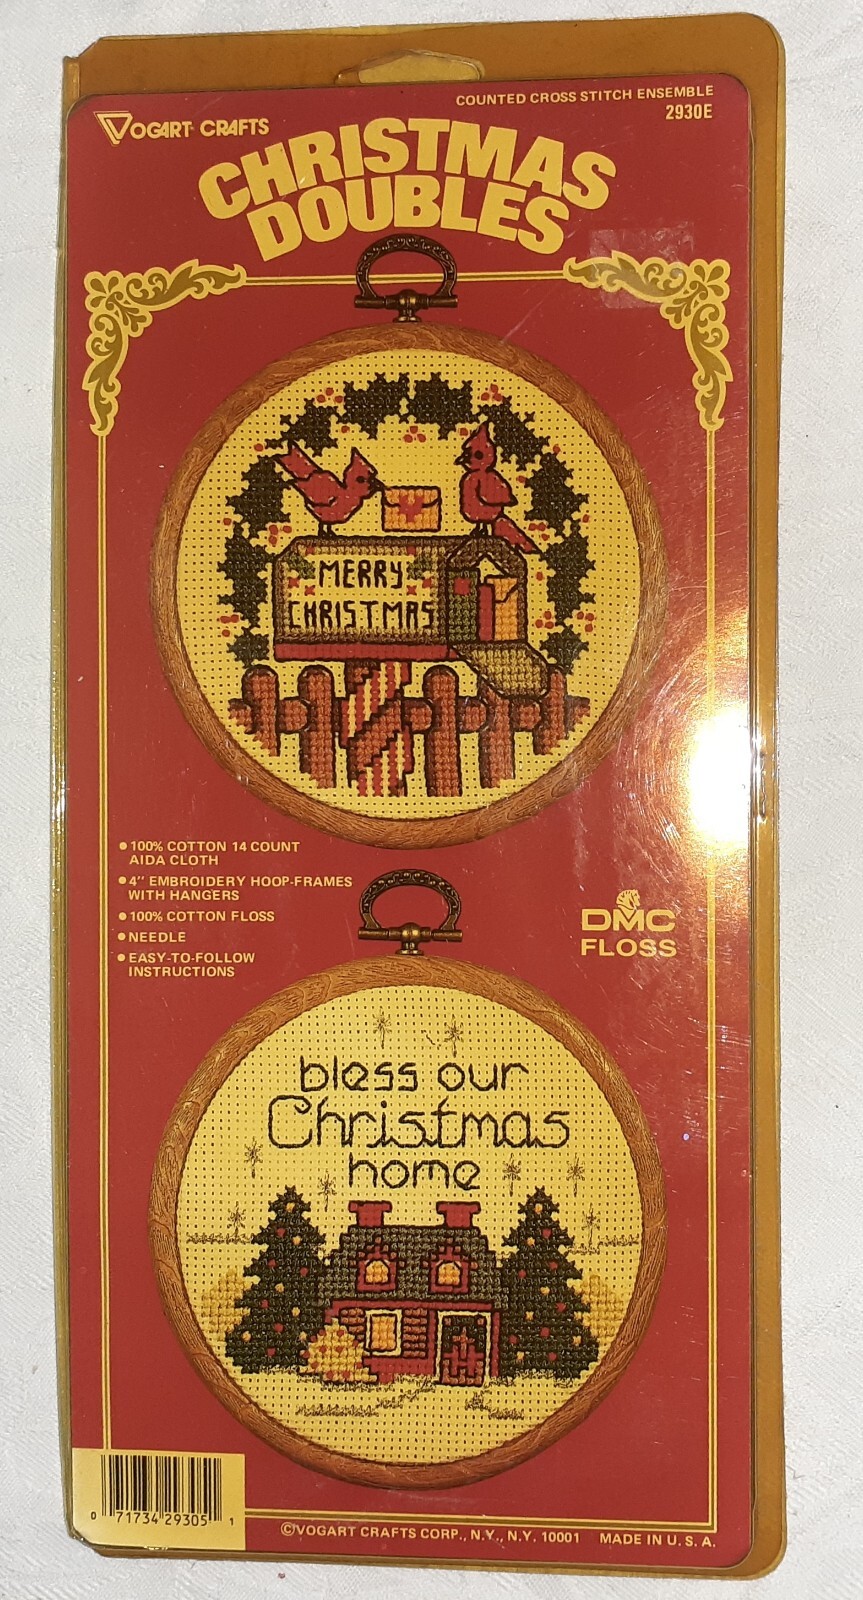 VOGART CRAFTS
COUNTED CROSS STITCH ENSEMBLE
2930E
CHRISTMAS
DOUBLES
MERRY
CHRISTMAS
• 100% COTTON 14 COUNT
AIDA CLOTH
• 4" EMBROIDERY HOOP-FRAMES
WITH HANGERS
• 100% COTTON FLOSS
• NEEDLE
• EASY-TO-FOLLOW
INSTRUCTIONS
DMC
FLOSS
bless our
Christmas
home
0 71734 29305 1
©VOGART CRAFTS CORP., N.Y., N.Y. 10001 MADE IN U.S.A.